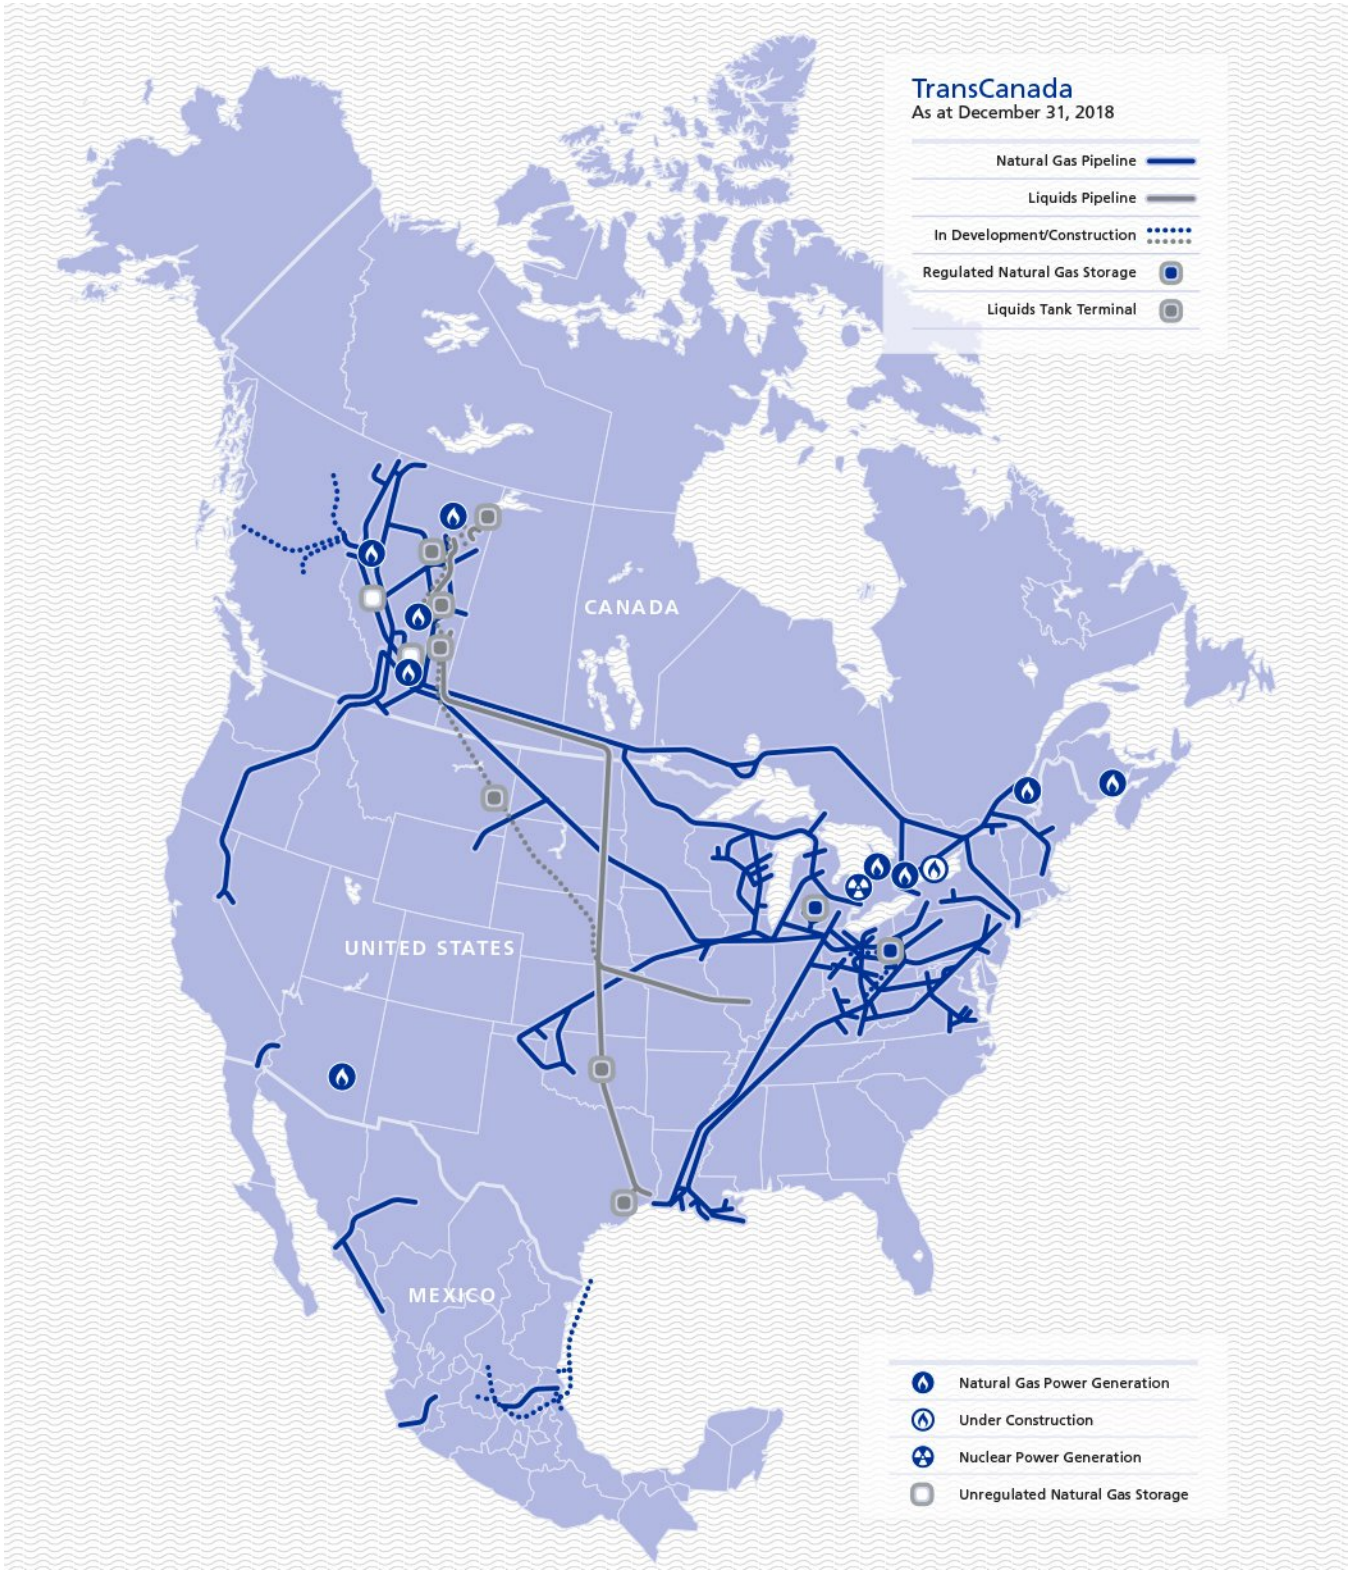 TransCanada
As at December 31, 2018
Natural Gas Pipeline
Liquids Pipeline
In Development/Construction
Regulated Natural Gas Storage
Liquids Tank Terminal
CANADA
UNITED STATES
MEXICO
Natural Gas Power Generation
Under Construction
Nuclear Power Generation
Unregulated Natural Gas Storage